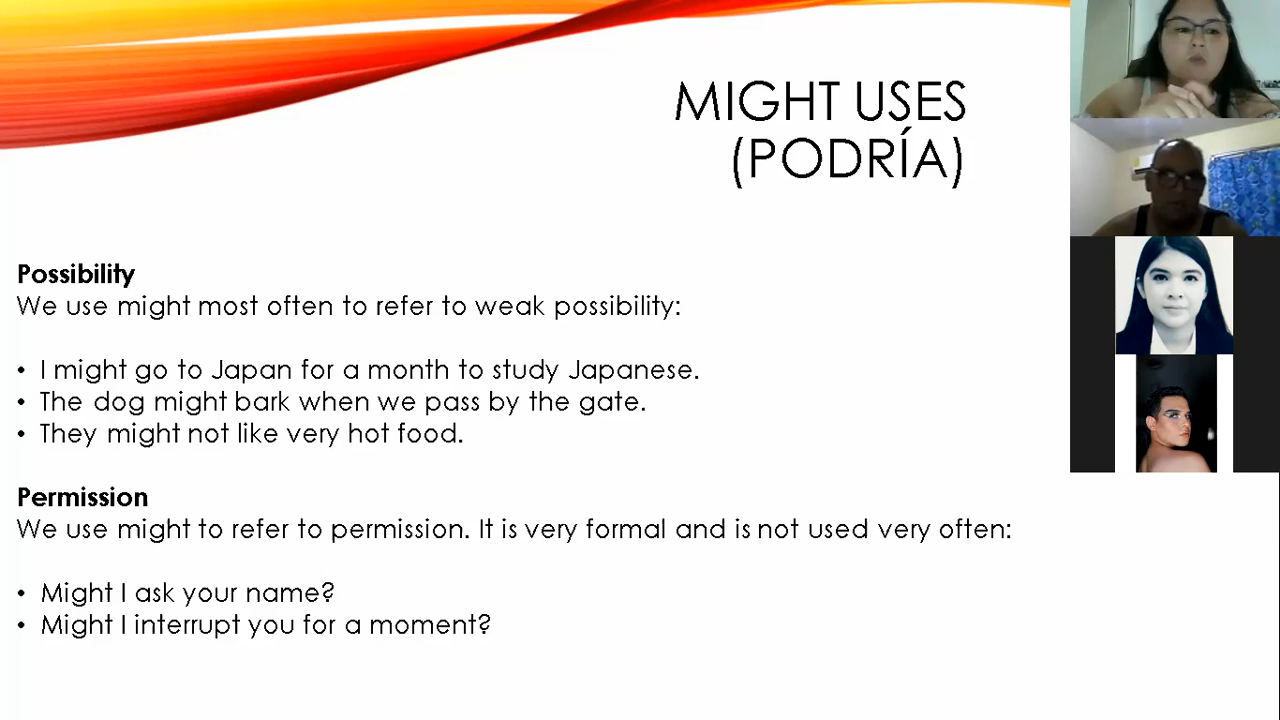 MIGHT USES
(PODRÍA)
Possibility
We use might most often to refer to weak possibility:
• I might go to Japan for a month to study Japanese.
• The dog might bark when we pass by the gate.
• They might not like very hot food.
Permission
We use might to refer to permission. It is very formal and is not used very often:
• Might I ask your name?
• Might I interrupt you for a moment?